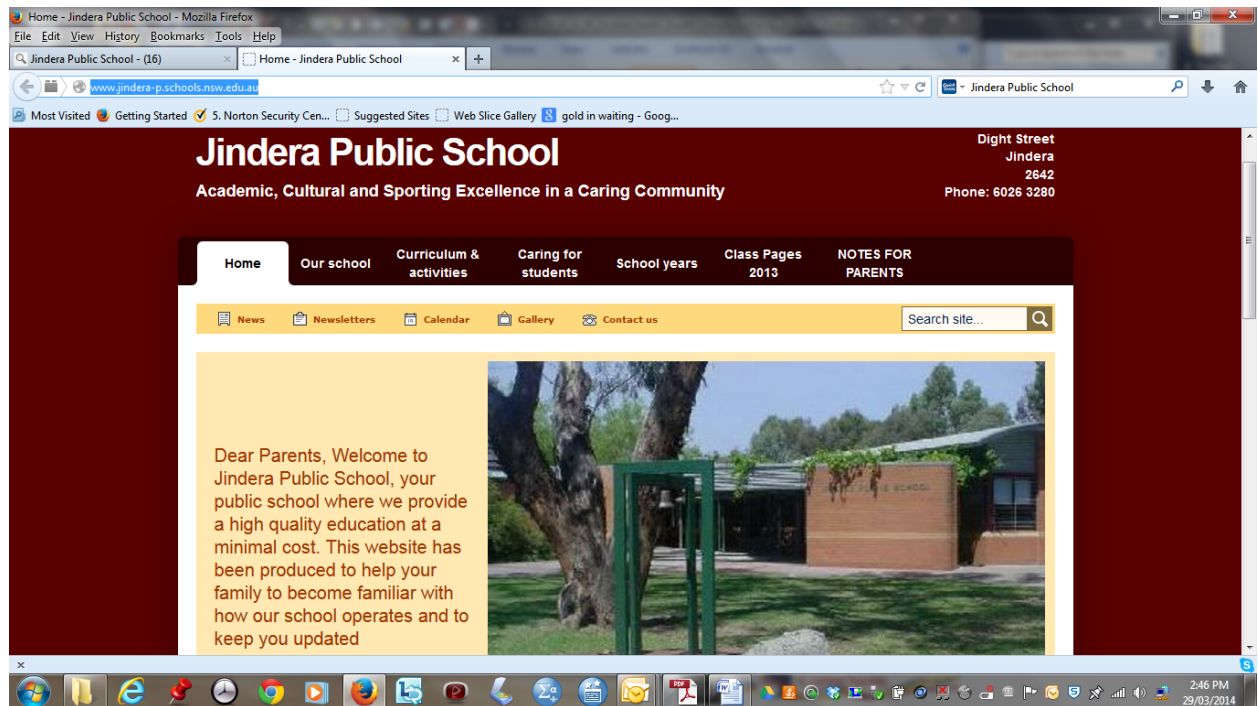 Home - Jindera Public School - Mozilla Firefox
File Edit View History Bookmarks Tools Help
Jindera Public School - (16) × Home - Jindera Public School × +
www.jindera-p.schools.nsw.edu.au Jindera Public School
Most Visited Getting Started 5. Norton Security Cen... Suggested Sites Web Slice Gallery 8 gold in waiting - Goog...
Jindera Public School
Academic, Cultural and Sporting Excellence in a Caring Community
Dight Street
Jindera
2642
Phone: 6026 3280
Home
Our school
Curriculum &
activities
Caring for
students
School years
Class Pages
2013
NOTES FOR
PARENTS
News Newsletters Calendar Gallery Contact us
Search site...
Dear Parents, Welcome to
Jindera Public School, your
public school where we provide
a high quality education at a
minimal cost. This website has
been produced to help your
family to become familiar with
how our school operates and to
keep you updated
PUBLIC SCHOOL
x
2:46 PM
29/03/2014